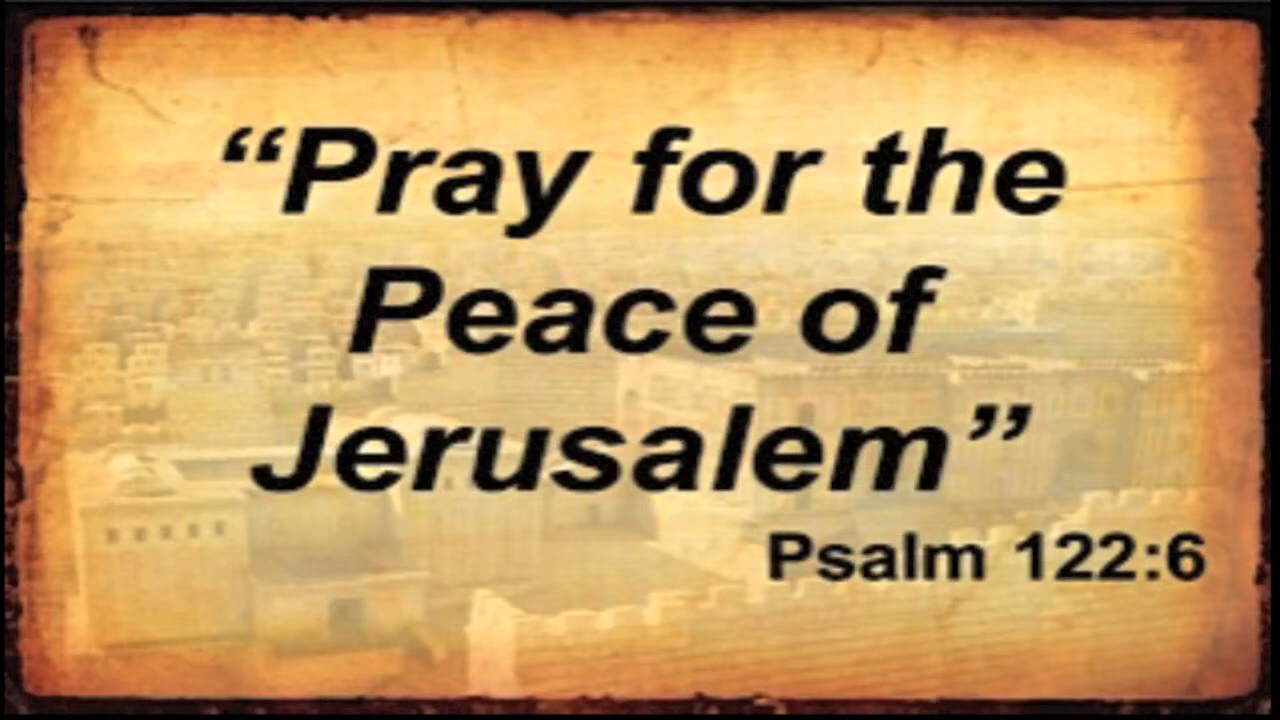 “Pray for the
Peace of
Jerusalem”
Psalm 122:6